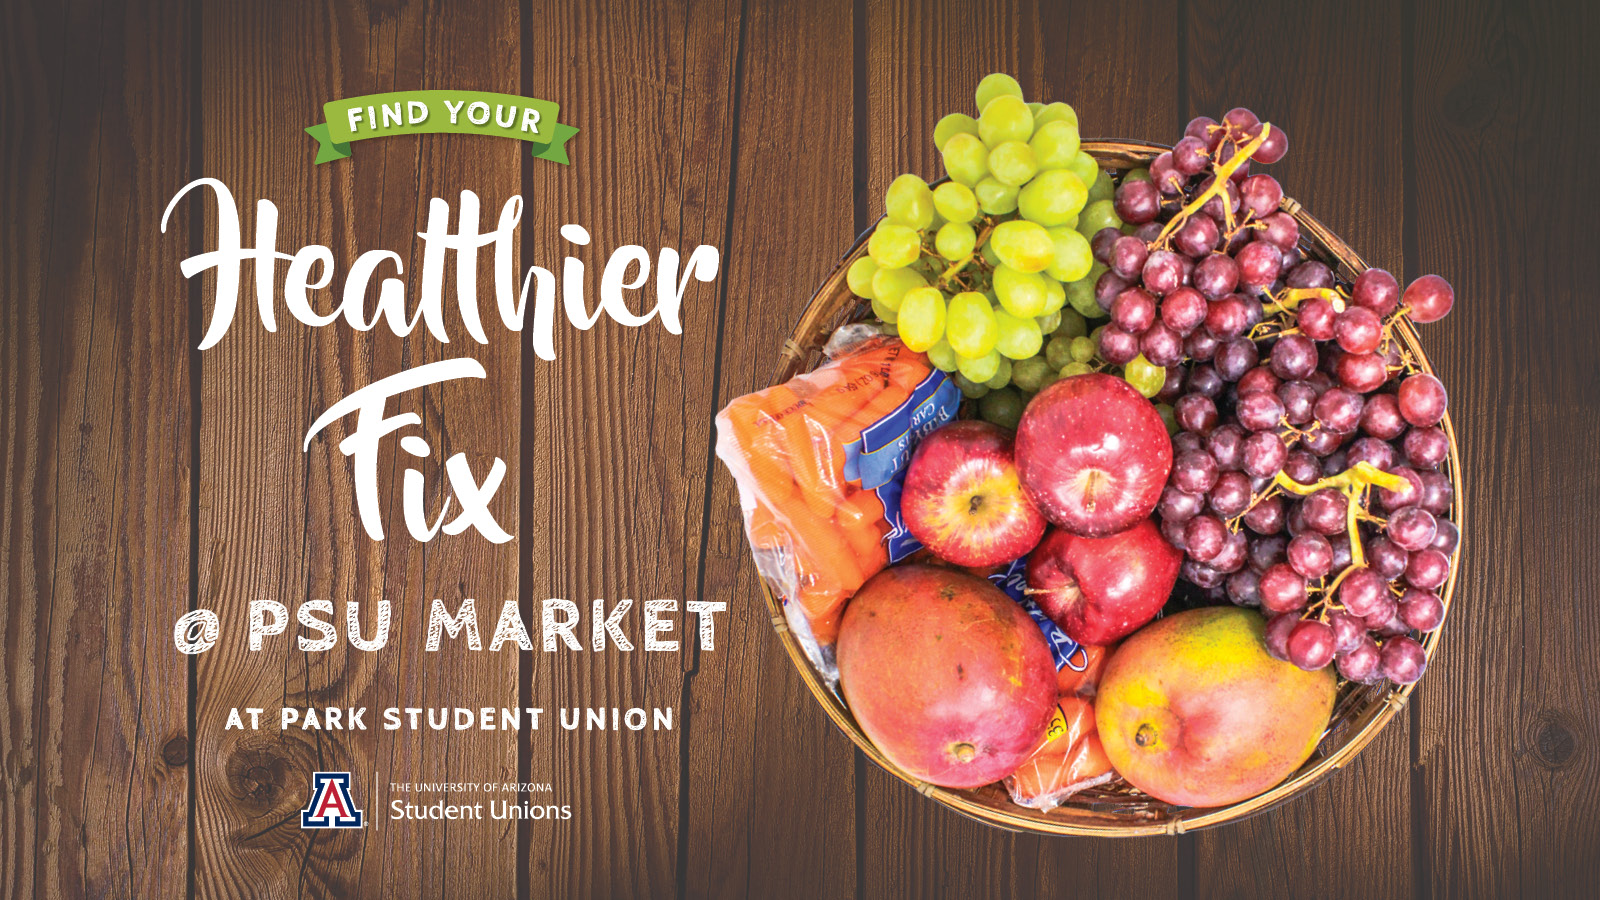 FIND YOUR
Healthier
Fix
@ PSU MARKET
AT PARK STUDENT UNION
A
THE UNIVERSITY OF ARIZONA
Student Unions